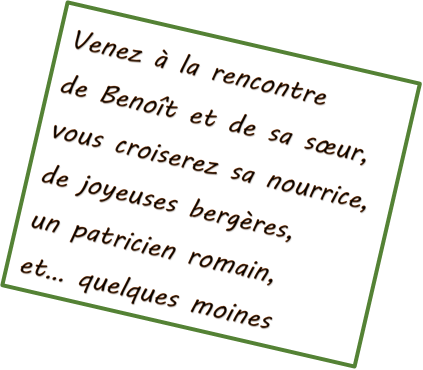 Venez à la rencontre
de Benoît et de sa sœur,
vous croiserez sa nourrice,
de joyeuses bergères,
un patricien romain,
et... quelques moines